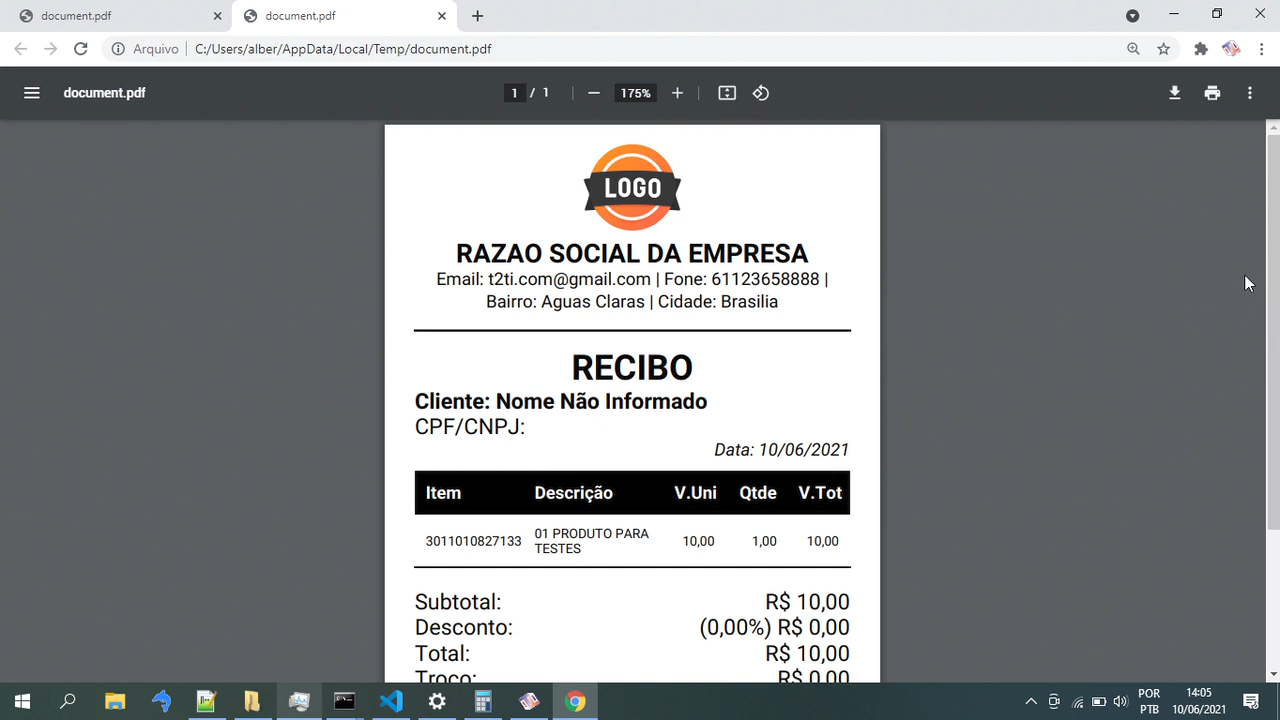 document.pdf
document.pdf
Arquivo
C:/Users/alber/AppData/Local/Temp/document.pdf
document.pdf
1 / 1
175%
LOGO
RAZAO SOCIAL DA EMPRESA
Email: t2ti.com@gmail.com | Fone: 61123658888 |
Bairro: Aguas Claras | Cidade: Brasilia
RECIBO
Cliente: Nome Não Informado
CPF/CNPJ:
Data: 10/06/2021
Item Descrição V.Uni Qtde V.Tot
3011010827133 01 PRODUTO PARA TESTES 10,00 1,00 10,00
Subtotal: R$ 10,00
Desconto: (0,00%) R$ 0,00
Total: R$ 10,00
Troco: R$ 0,00
POR
PTB
14:05
10/06/2021